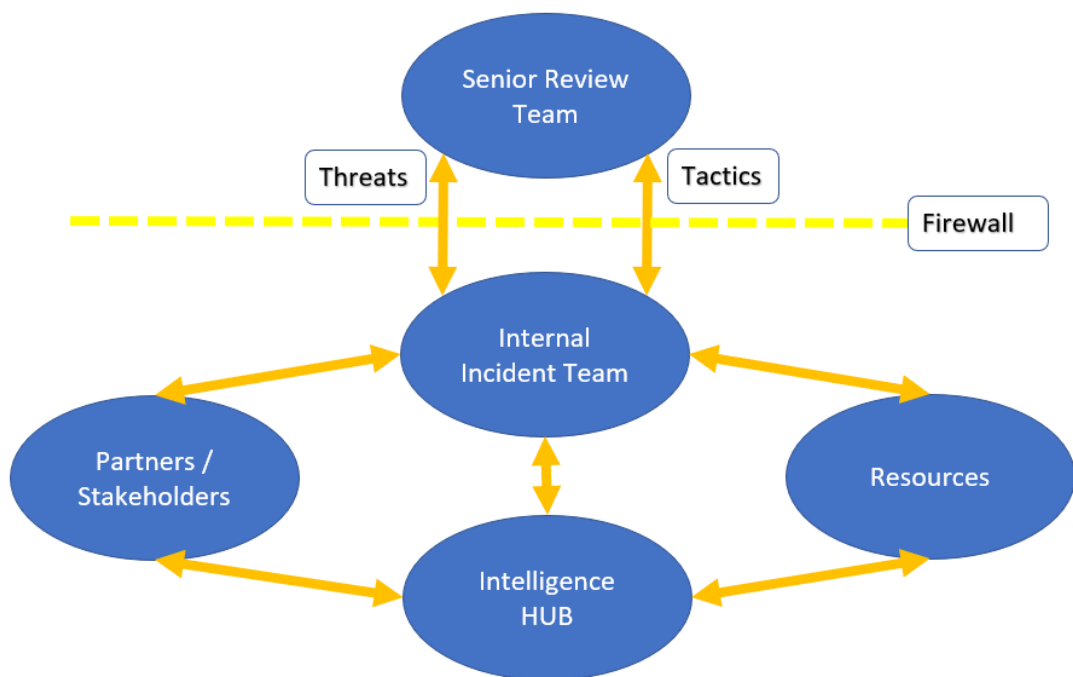 Senior Review
Team
Threats
Tactics
Firewall
Internal
Incident Team
Partners /
Stakeholders
Resources
Intelligence
HUB